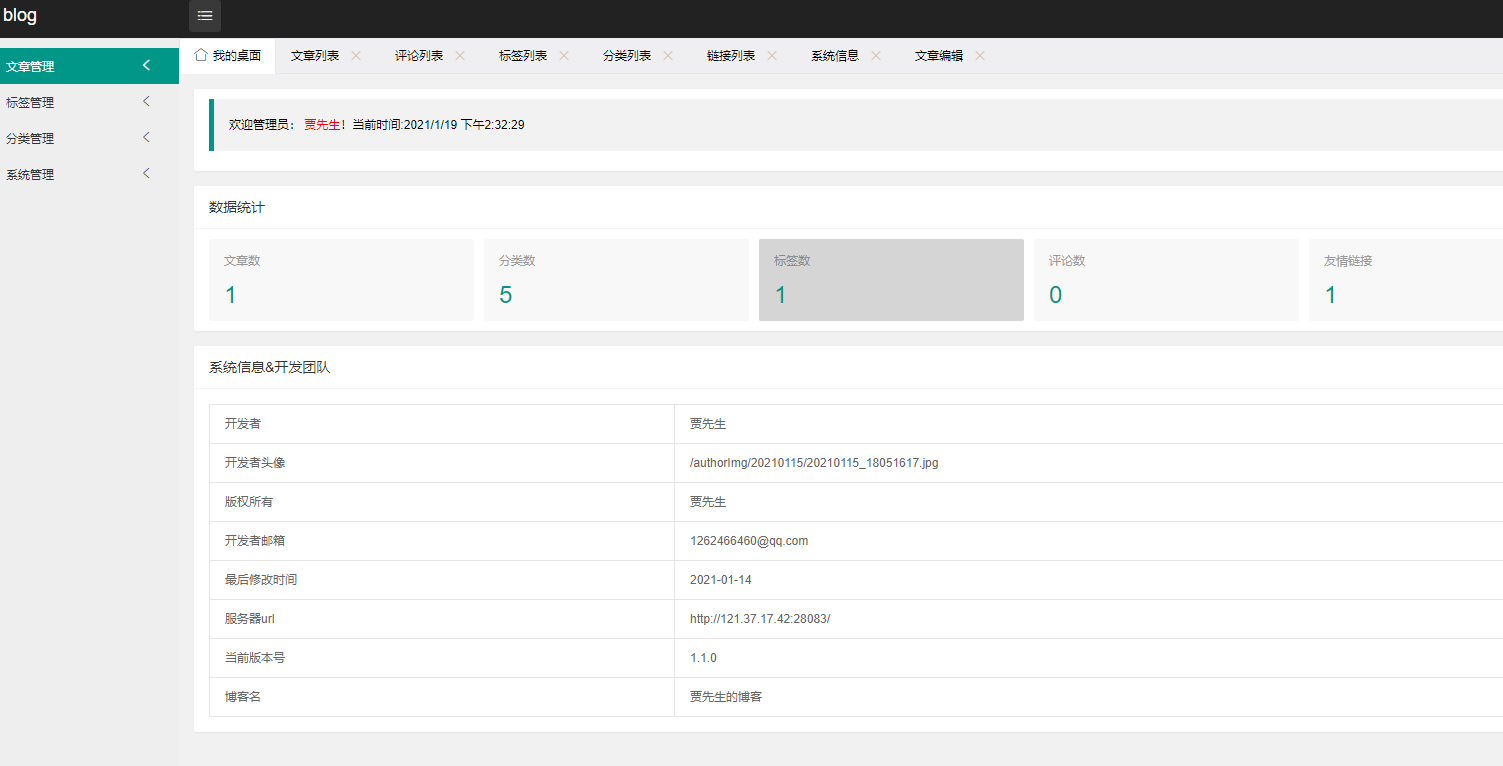 blog
文章管理
标签管理
分类管理
系统管理
我的桌面 文章列表 评论列表 标签列表 分类列表 链接列表 系统信息 文章编辑
欢迎管理员： 贾先生！当前时间:2021/1/19 下午2:32:29
数据统计
文章数 分类数 标签数 评论数 友情链接
1 5 1 0 1
系统信息&开发团队
开发者 贾先生
开发者头像 /authorImg/20210115/20210115_18051617.jpg
版权所有 贾先生
开发者邮箱 1262466460@qq.com
最后修改时间 2021-01-14
服务器url http://121.37.17.42:28083/
当前版本号 1.1.0
博客名 贾先生的博客